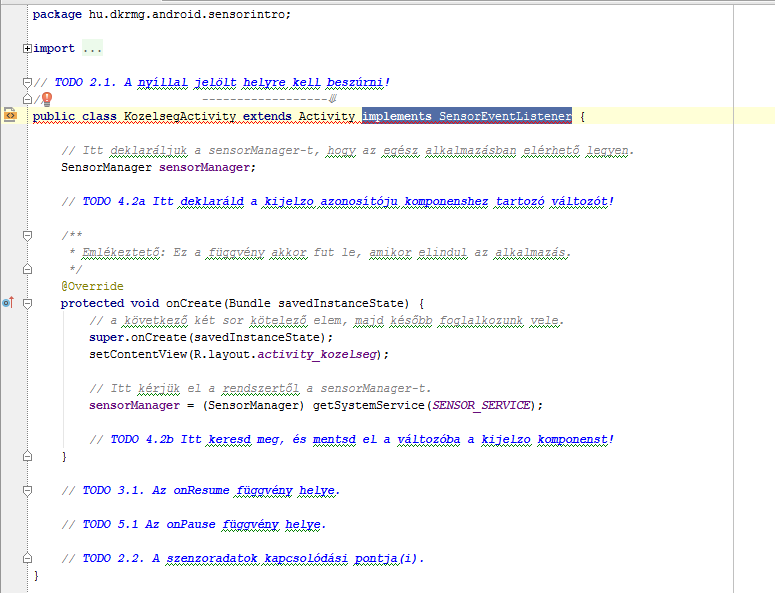 package hu.dkrmg.android.sensorintro;
import ...
// TODO 2.1. A nyíllal jelölt helyre kell beszúrni!
// ------------------⤋
public class KozelsegActivity extends Activity implements SensorEventListener {
// Itt deklaráljuk a sensorManager-t, hogy az egész alkalmazásban elérhető legyen.
SensorManager sensorManager;
// TODO 4.2a Itt deklaráld a kijelzo azonosítóju komponenshez tartozó változót!
/**
* Emlékeztető: Ez a függvény akkor fut le, amikor elindul az alkalmazás.
*/
@Override
protected void onCreate(Bundle savedInstanceState) {
// a következő két sor kötelező elem, majd később foglalkozunk vele.
super.onCreate(savedInstanceState);
setContentView(R.layout.activity_kozelseg);
// Itt kérjük el a rendszertől a sensorManager-t.
sensorManager = (SensorManager) getSystemService(SENSOR_SERVICE);
// TODO 4.2b Itt keresd meg, és mentsd el a változóba a kijelzo komponenst!
}
// TODO 3.1. Az onResume függvény helye.
// TODO 5.1 Az onPause függvény helye.
// TODO 2.2. A szenzoradatok kapcsolódási pontja(i).
}